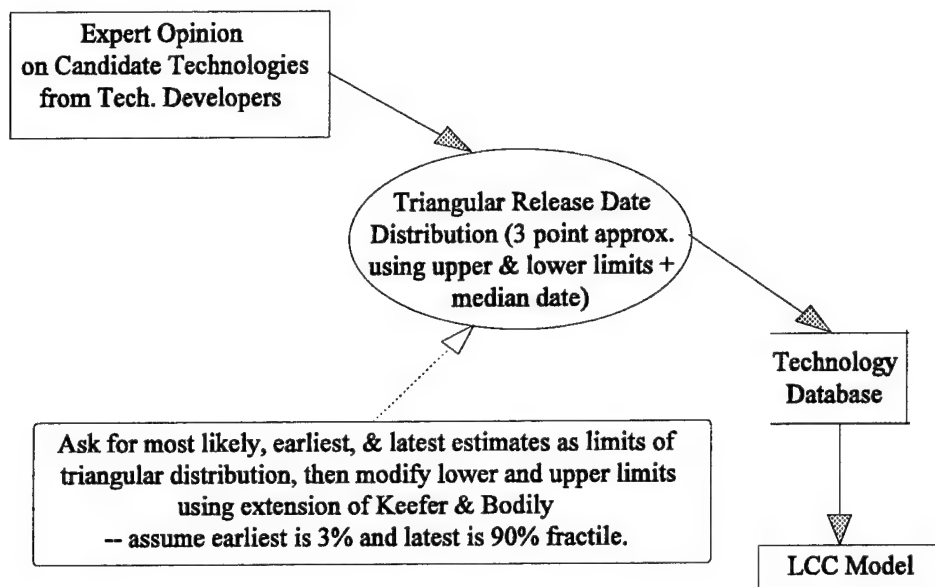 Expert Opinion
on Candidate Technologies
from Tech. Developers
Triangular Release Date
Distribution (3 point approx.
using upper & lower limits +
median date)
Technology
Database
Ask for most likely, earliest, & latest estimates as limits of
triangular distribution, then modify lower and upper limits
using extension of Keefer & Bodily
-- assume earliest is 3% and latest is 90% fractile.
LCC Model